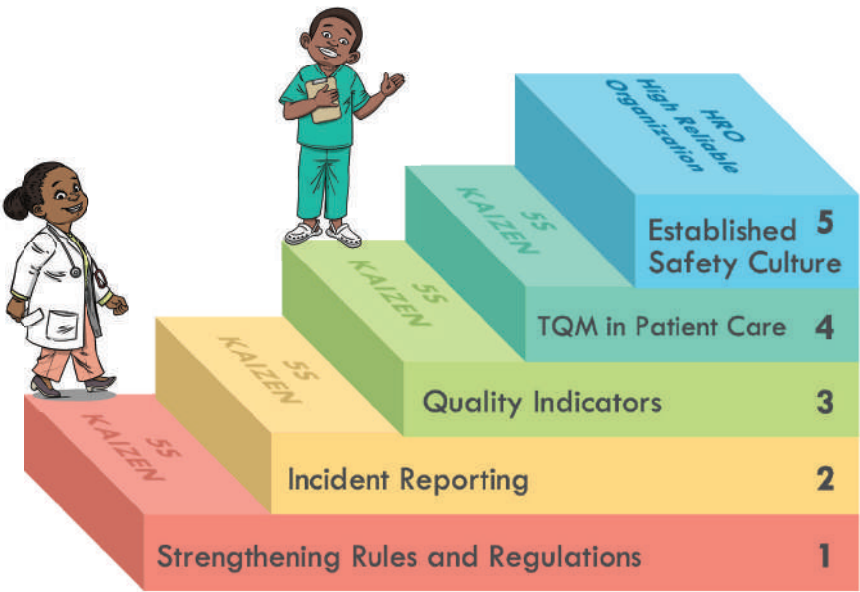 HRO
High Reliable
Organization
Established 5
Safety Culture
5S
KAIZEN
TQM in Patient Care 4
5S
KAIZEN
Quality Indicators 3
5S
KAIZEN
Incident Reporting 2
5S
KAIZEN
Strengthening Rules and Regulations 1